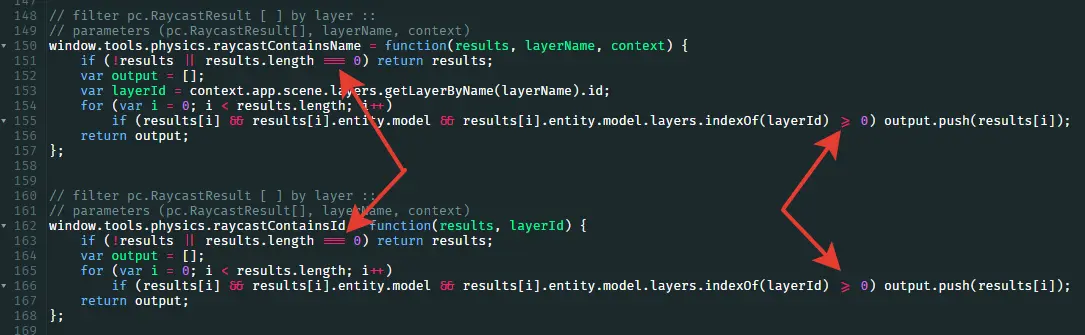 147
148 // filter pc.RaycastResult [ ] by layer ::
149 // parameters (pc.RaycastResult[], layerName, context)
150 window.tools.physics.raycastContainsName = function(results, layerName, context) {
151 if (!results || results.length === 0) return results;
152 var output = [];
153 var layerId = context.app.scene.layers.getLayerByName(layerName).id;
154 for (var i = 0; i < results.length; i++)
155 if (results[i] && results[i].entity.model && results[i].entity.model.layers.indexOf(layerId) >= 0) output.push(results[i]);
156 return output;
157 };
158
159
160 // filter pc.RaycastResult [ ] by layer ::
161 // parameters (pc.RaycastResult[], layerName, context)
162 window.tools.physics.raycastContainsId function(results, layerId) {
163 if (!results || results.length === 0) return results;
164 var output = [];
165 for (var i = 0; i < results.length; i++)
166 if (results[i] && results[i].entity.model && results[i].entity.model.layers.indexOf(layerId) >= 0) output.push(results[i]);
167 return output;
168 };
169